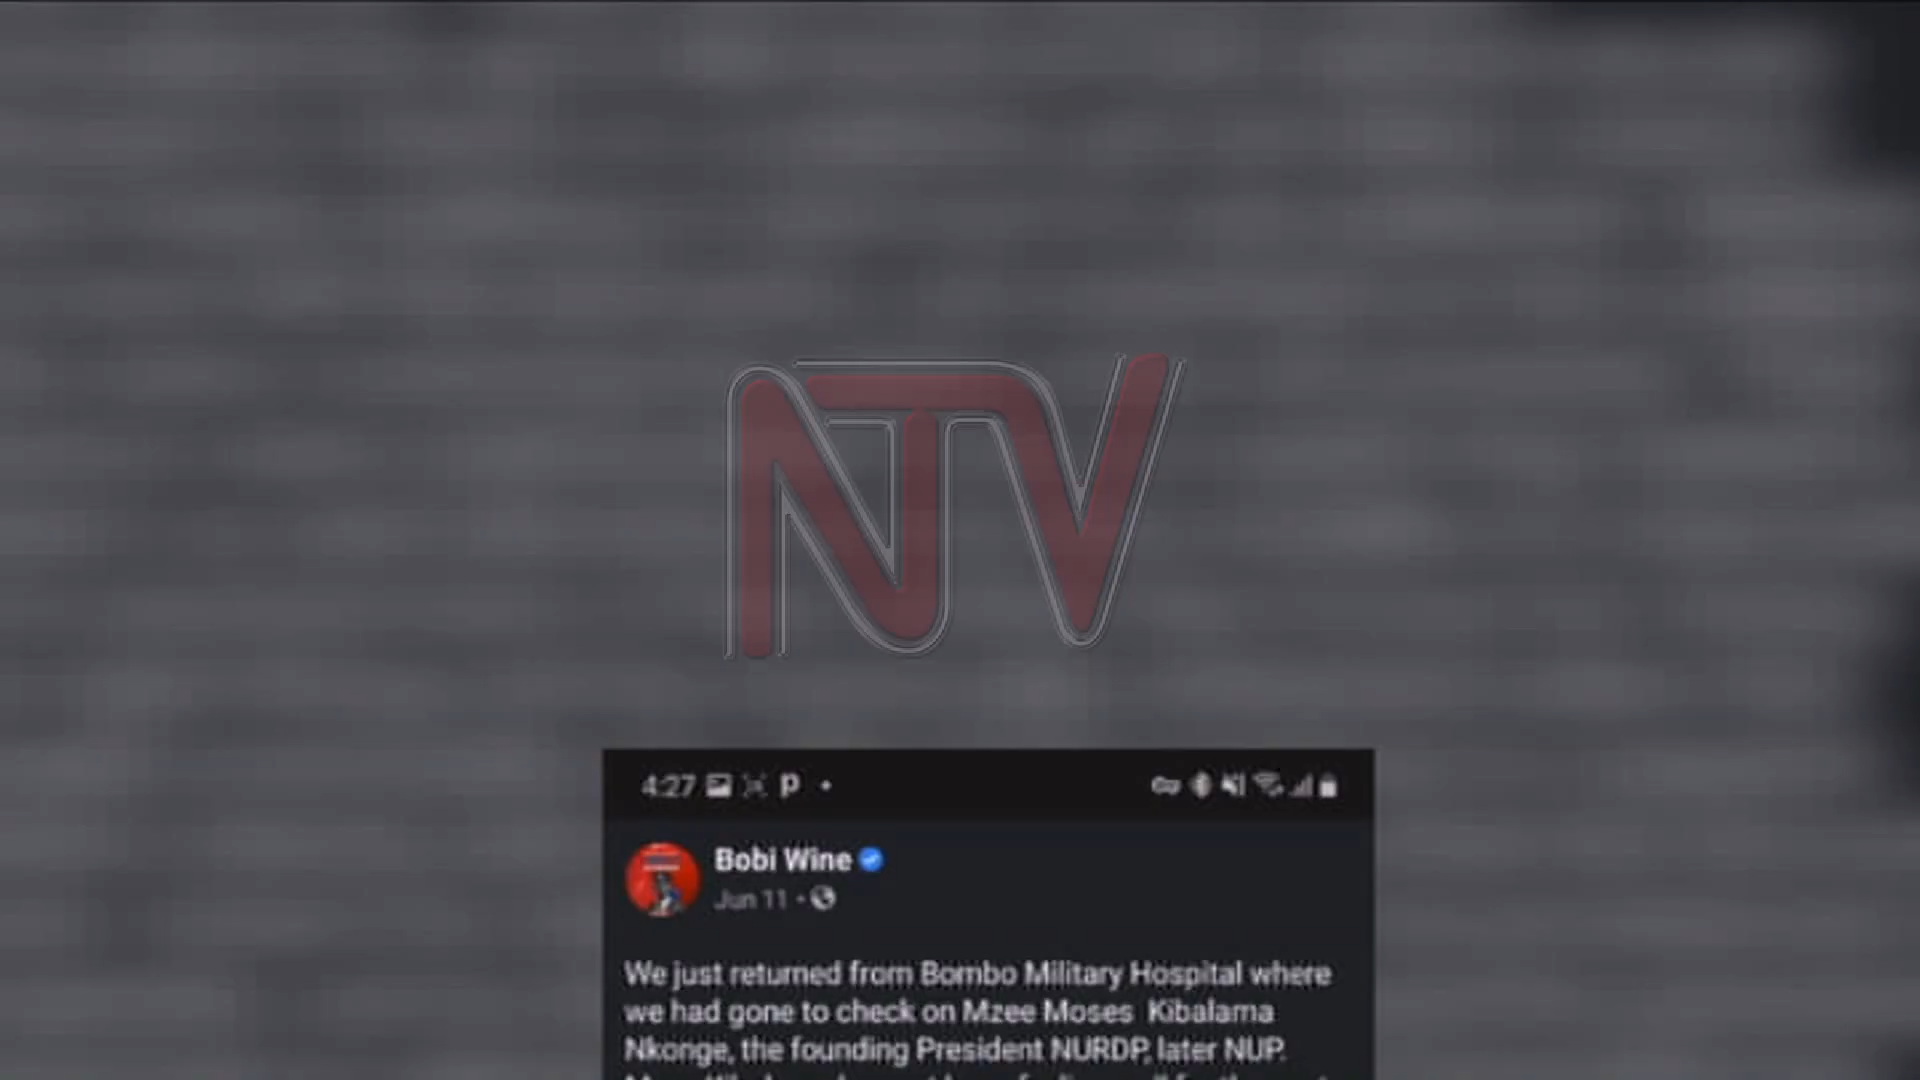 NTV
4:27
Bobi Wine
Jun 11
We just returned from Bombo Military Hospital where
we had gone to check on Mzee Moses Kibalama
Nkonge, the founding President NURDP, later NUP.